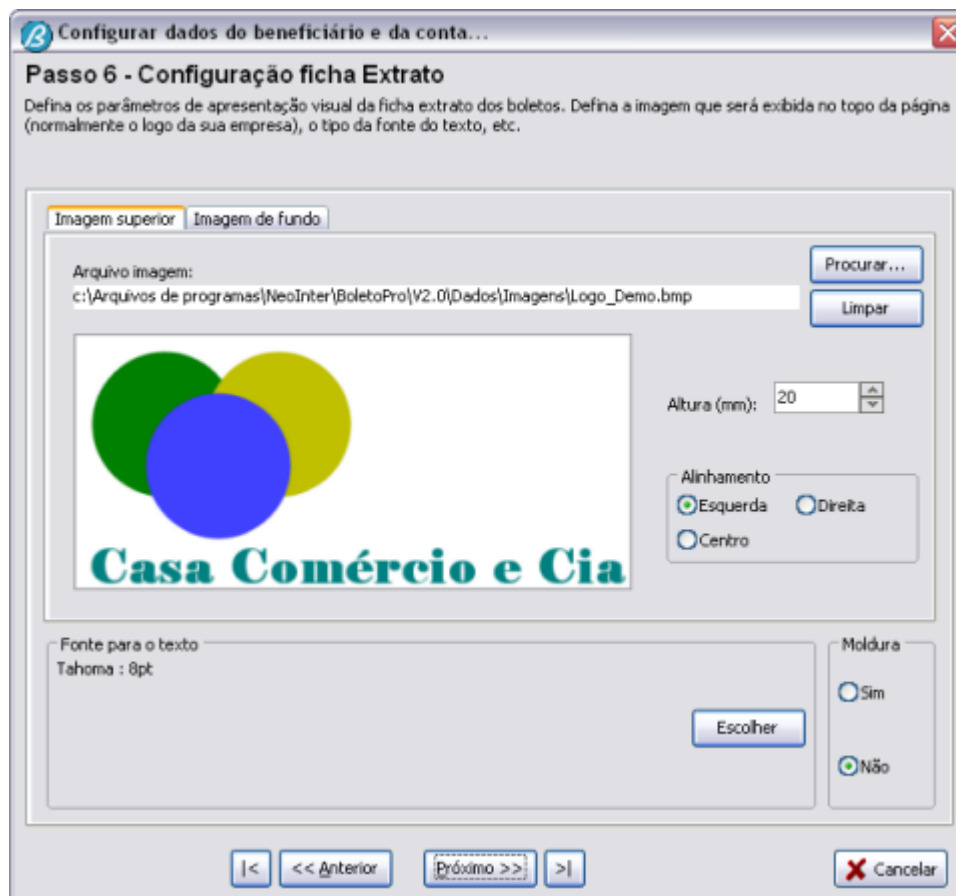 Configurar dados do beneficiário e da conta...
Passo 6 - Configuração ficha Extrato
Defina os parâmetros de apresentação visual da ficha extrato dos boletos. Defina a imagem que será exibida no topo da página
(normalmente o logo da sua empresa), o tipo da fonte do texto, etc.
Imagem superior
Imagem de fundo
Arquivo imagem:
Procurar...
c:\Arquivos de programas\NeoInter\BoletoPro\V2.0\Dados\Imagens\Logo_Demo.bmp
Limpar
Altura (mm): 20
Alinhamento
Esquerda
Direita
Centro
Casa Comércio e Cia
Fonte para o texto
Tahoma : 8pt
Escolher
Moldura
Sim
Não
|<
<< Anterior
Próximo >>
>|
Cancelar